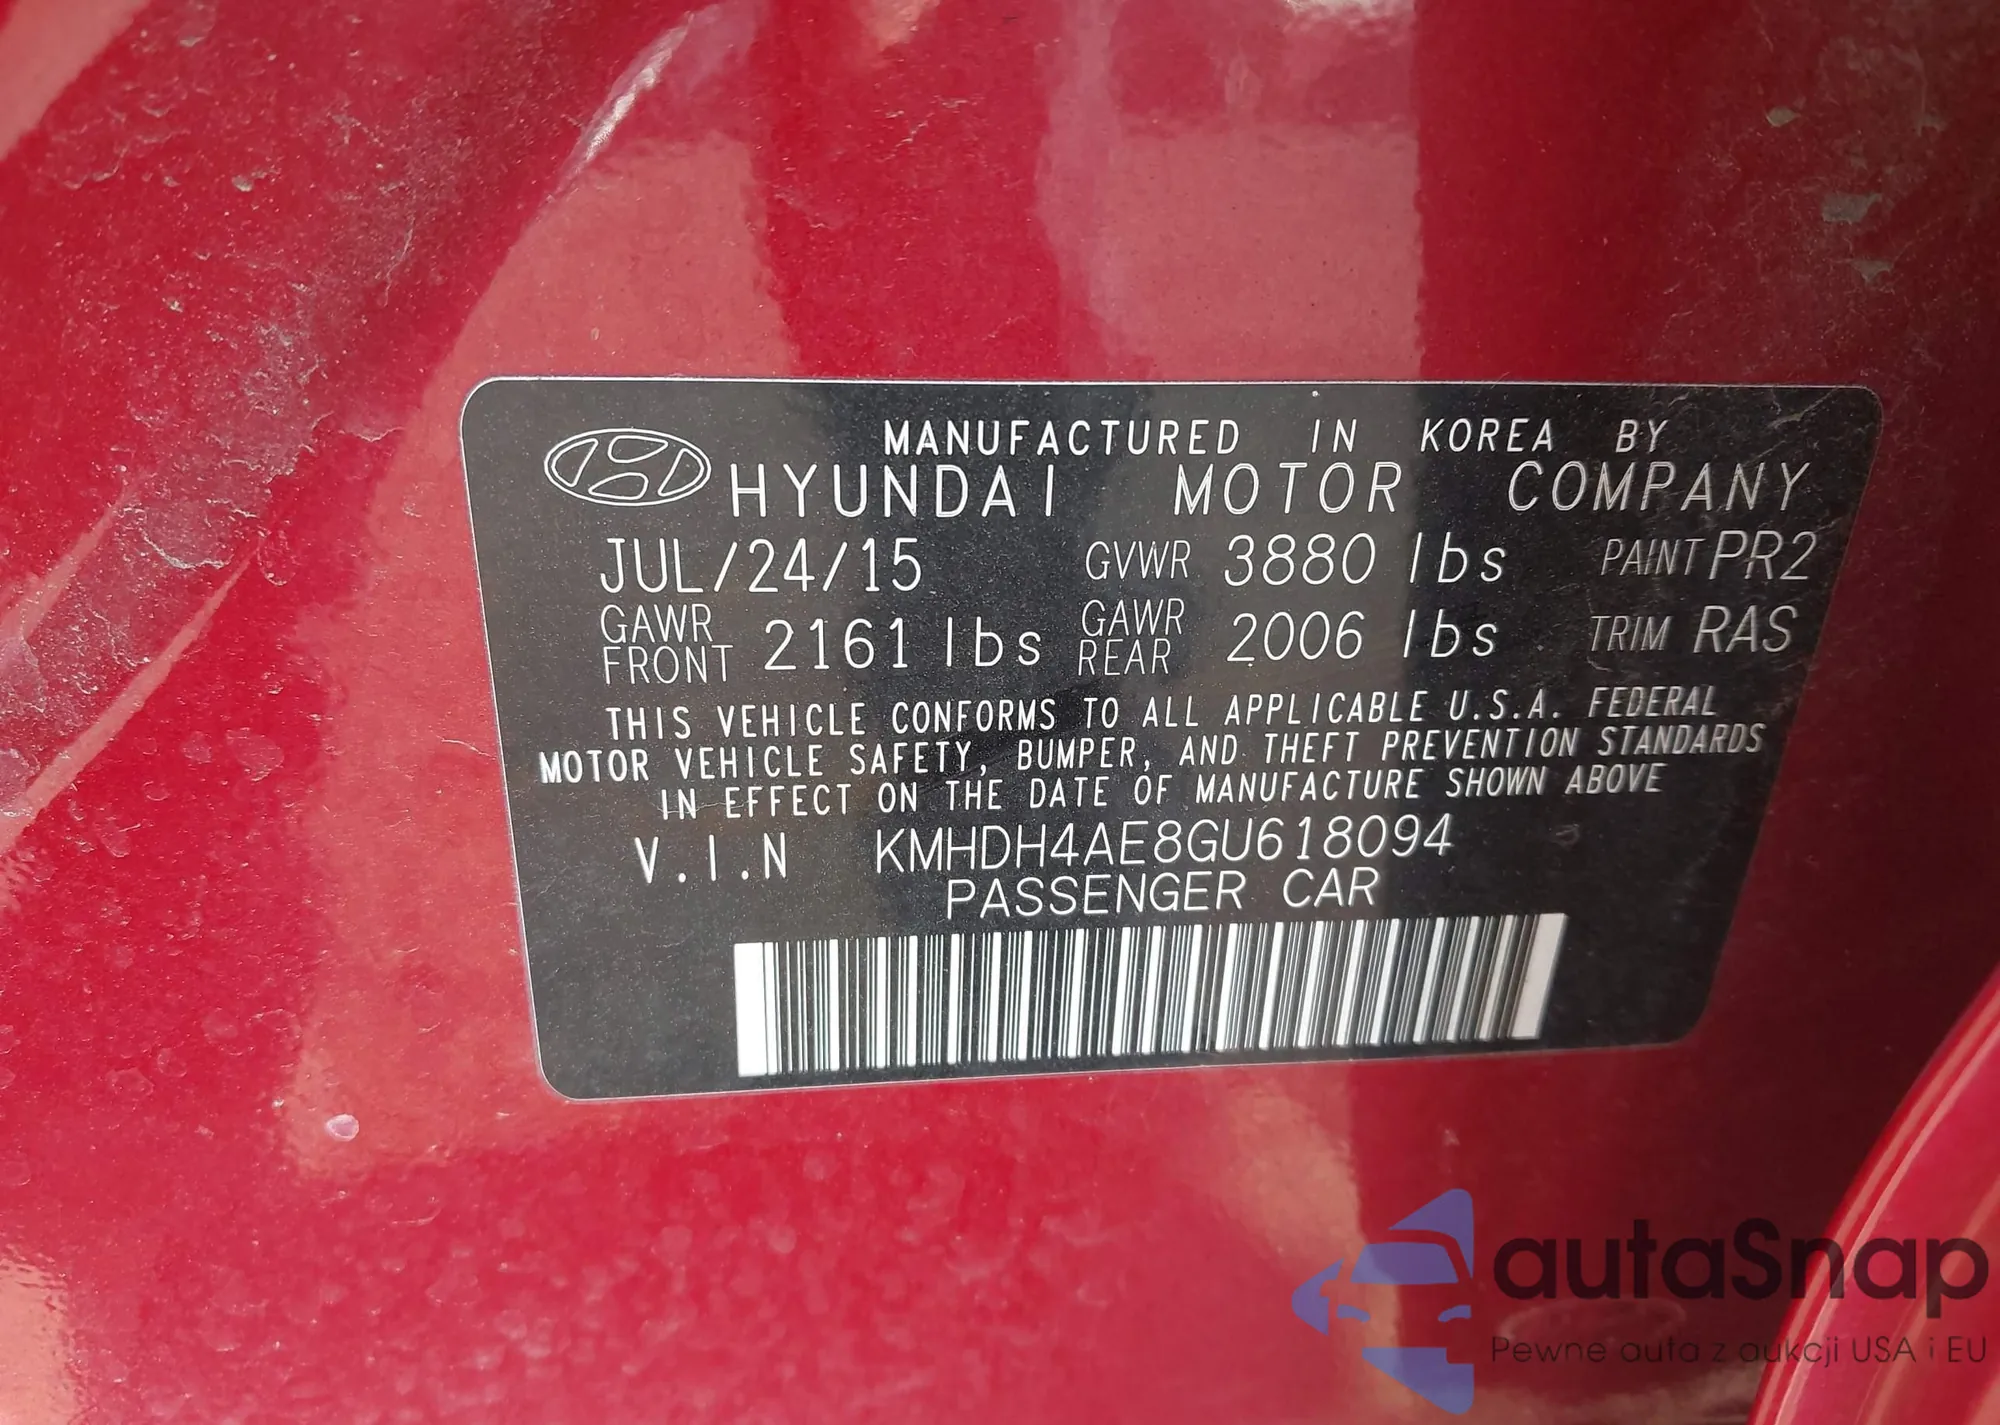 MANUFACTURED IN KOREA BY
HYUNDAI MOTOR COMPANY
JUL/24/15 GVWR 3880 lbs PAINT PR2
GAWR FRONT 2161 lbs GAWR REAR 2006 lbs TRIM RAS
THIS VEHICLE CONFORMS TO ALL APPLICABLE U.S.A. FEDERAL
MOTOR VEHICLE SAFETY, BUMPER, AND THEFT PREVENTION STANDARDS
IN EFFECT ON THE DATE OF MANUFACTURE SHOWN ABOVE
V.I.N KMHDH4AE8GU618094
PASSENGER CAR
autaSnap
Pewne auta z aukcji USA i EU